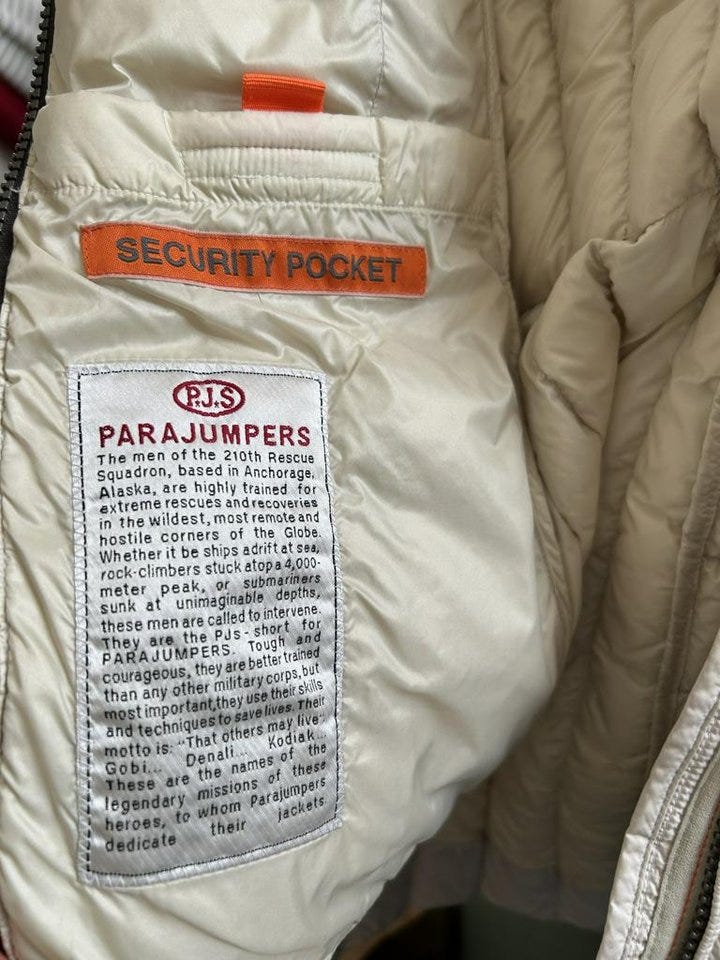 SECURITY POCKET
P.J.S
PARAJUMPERS
The men of the 210th Rescue
Squadron, based in Anchorage,
Alaska, are highly trained for
extreme rescues and recoveries
in the wildest, most remote and
hostile corners of the Globe.
Whether it be ships adrift at sea,
rock-climbers stuck atop a 4,000-
meter peak, or submariners
sunk at unimaginable depths,
these men are called to intervene.
They are the PJs - short for
PARAJUMPERS. Tough and
courageous, they are better trained
than any other military corps, but
most important, they use their skills
and techniques to save lives. Their
motto is: "That others may live".
Gobi... Denali... Kodiak...
These are the names of the
legendary missions of these
heroes, to whom Parajumpers
dedicate their jackets